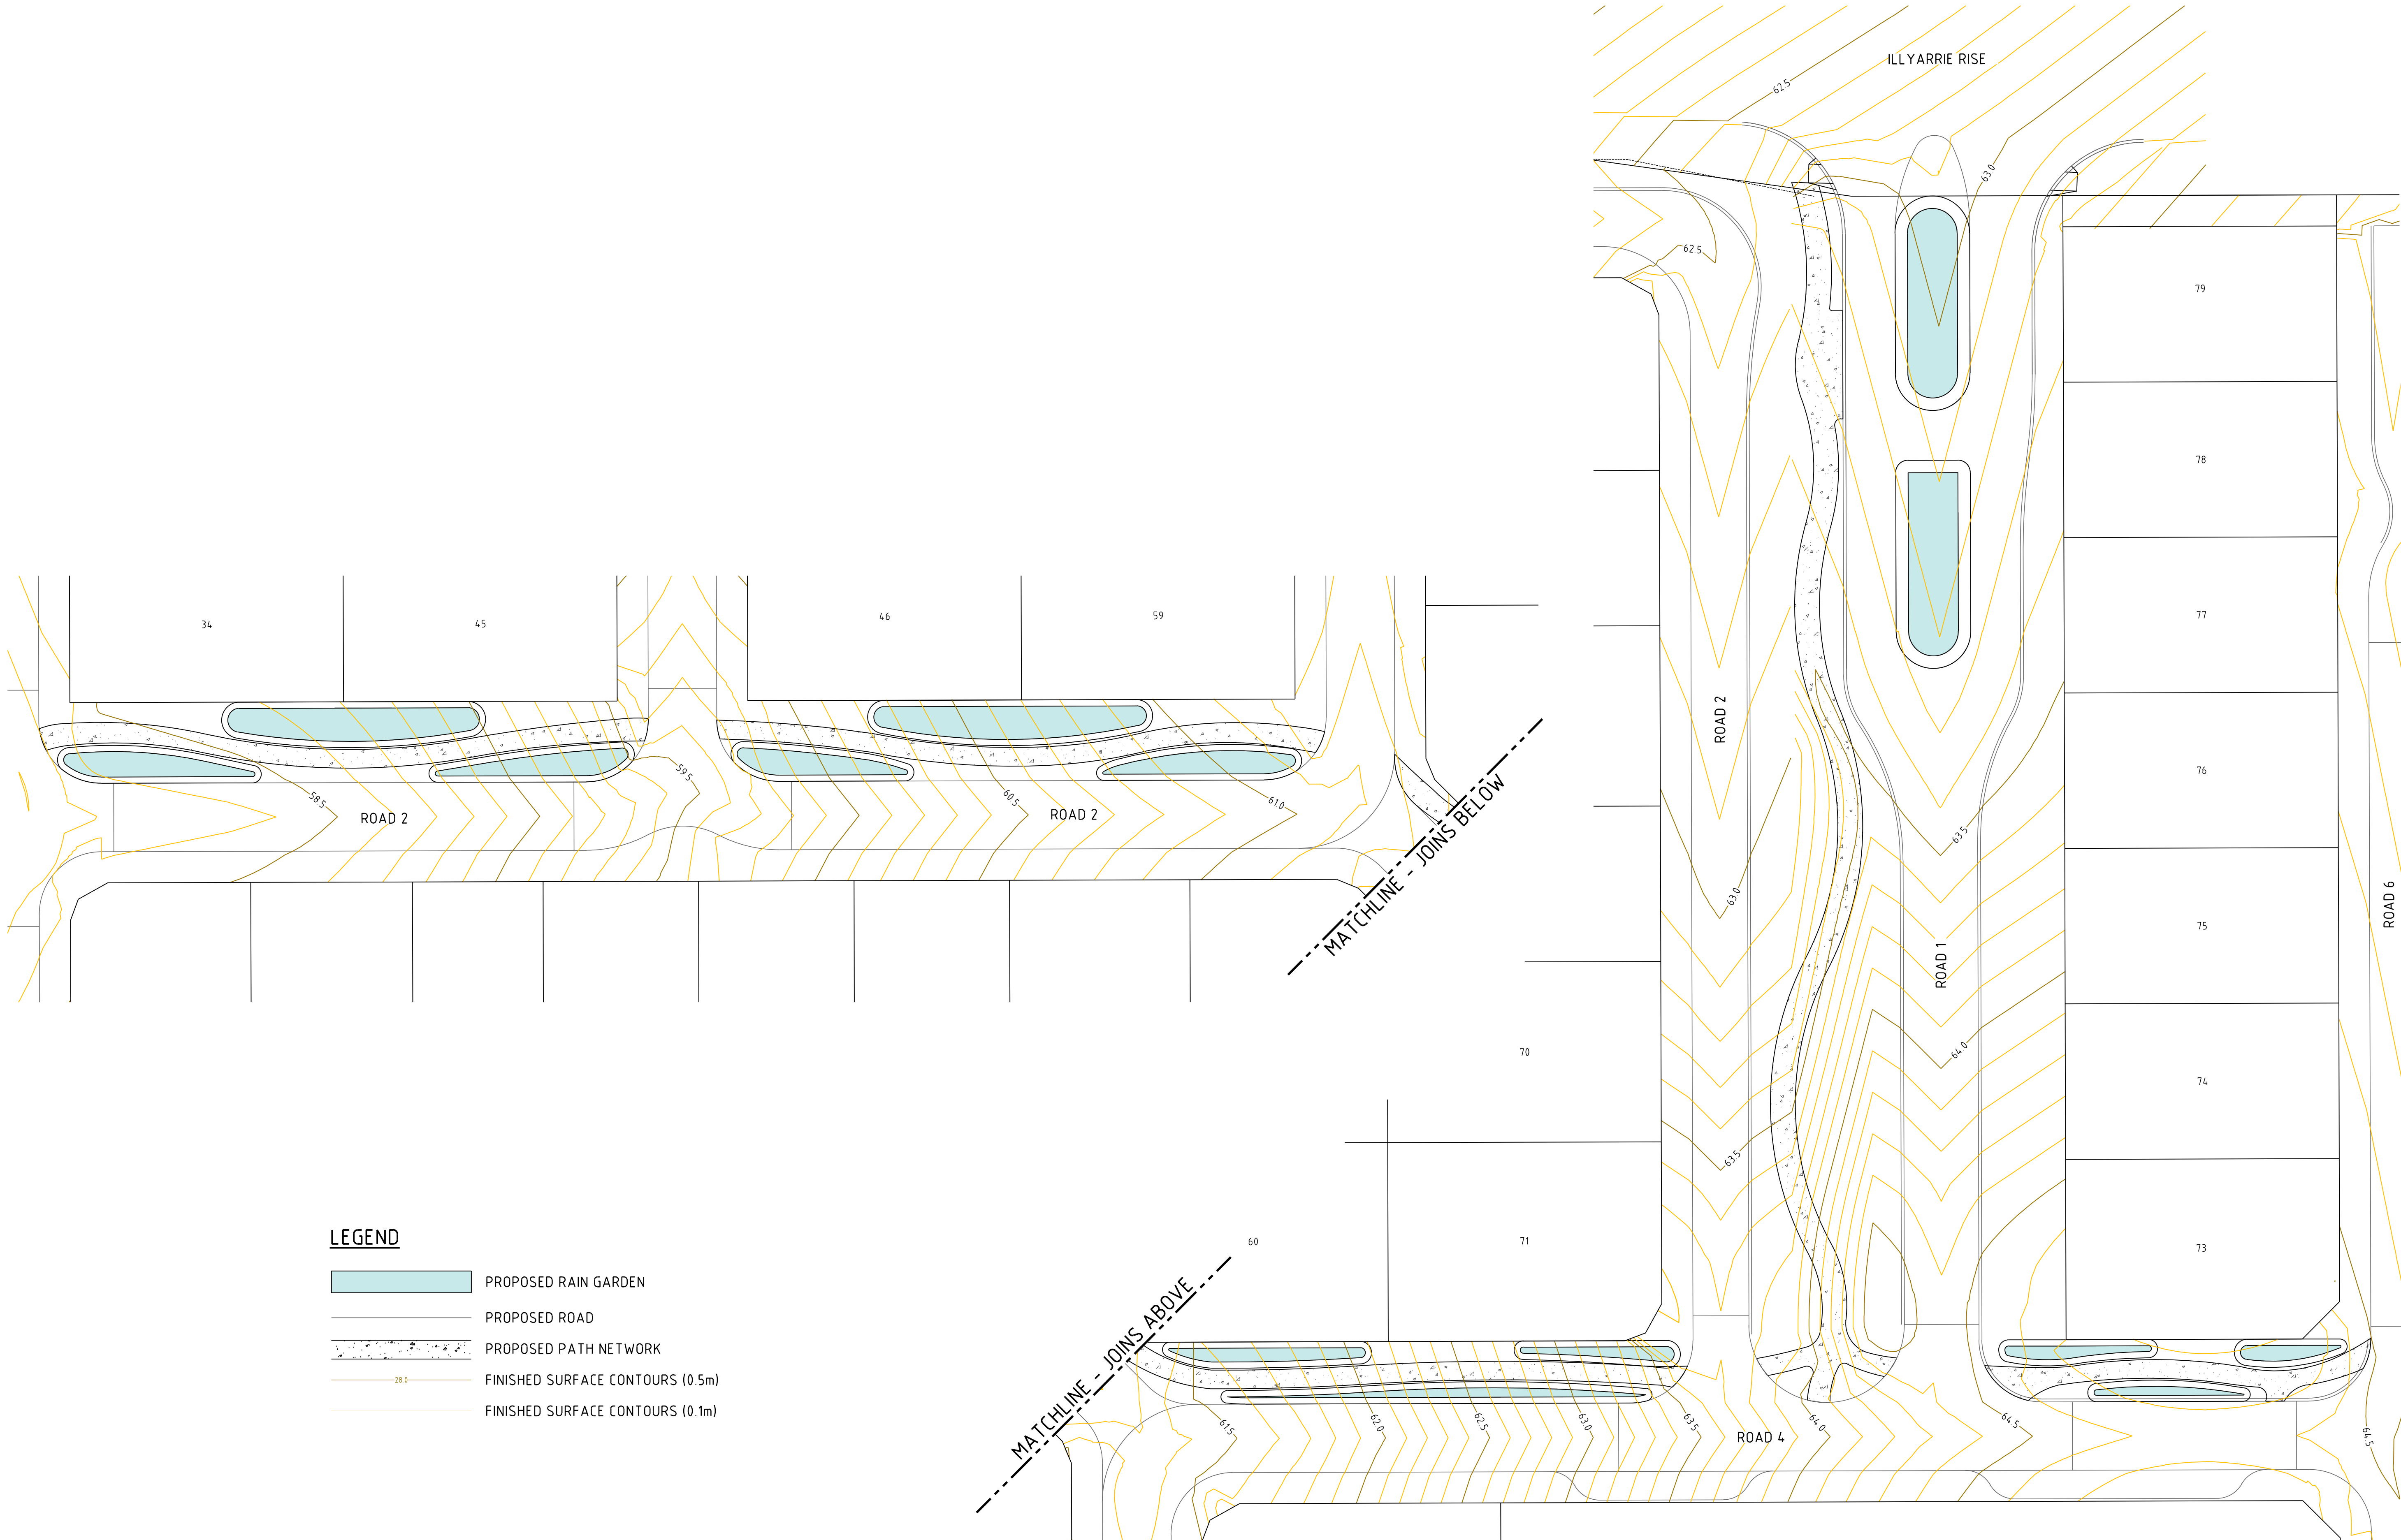 ILLYARRIE RISE
62.5
63.0
62.5
79
78
77
76
75
74
73
ROAD 2
ROAD 1
ROAD 6
63.5
63.0
64.0
63.5
34
45
46
59
58.5
ROAD 2
59.5
60.5
ROAD 2
61.0
MATCHLINE - JOINS BELOW
70
60
71
MATCHLINE - JOINS ABOVE
61.5
62.0
62.5
63.0
63.5
ROAD 4
64.0
64.5
64.5
LEGEND
PROPOSED RAIN GARDEN
PROPOSED ROAD
PROPOSED PATH NETWORK
28.0
FINISHED SURFACE CONTOURS (0.5m)
FINISHED SURFACE CONTOURS (0.1m)